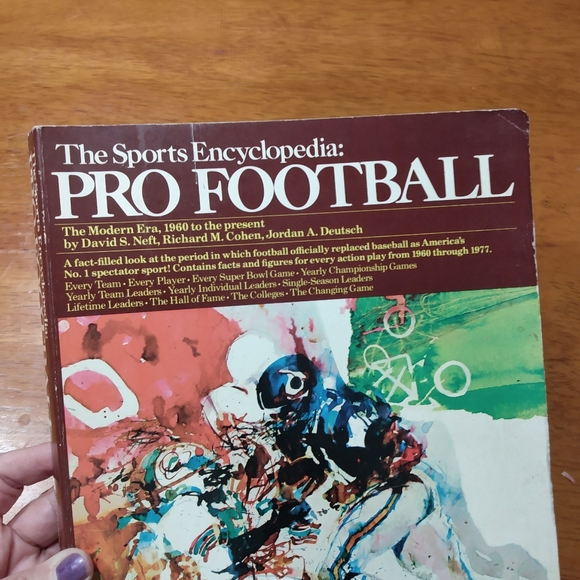 The Sports Encyclopedia:
PRO FOOTBALL
The Modern Era, 1960 to the present
by David S. Neft, Richard M. Cohen, Jordan A. Deutsch
A fact-filled look at the period in which football officially replaced baseball as America's
No. 1 spectator sport! Contains facts and figures for every action play from 1960 through 1977.
Every Team • Every Player • Every Super Bowl Game • Yearly Championship Games
Yearly Team Leaders • Yearly Individual Leaders • Single-Season Leaders
Lifetime Leaders • The Hall of Fame • The Colleges • The Changing Game